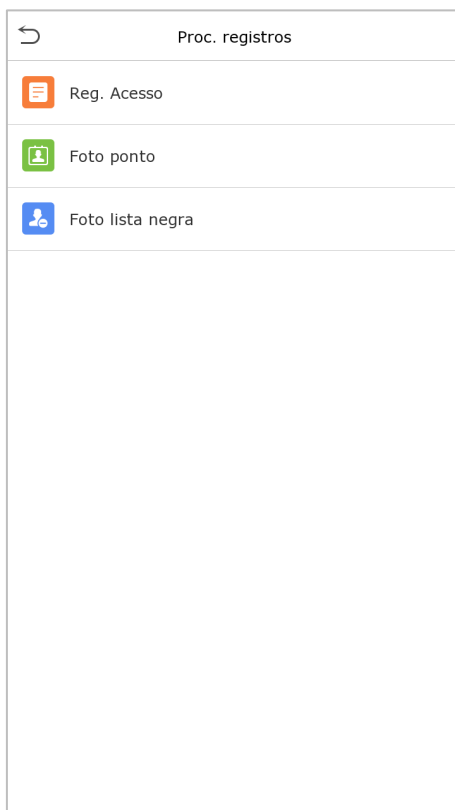 Proc. registros
Reg. Acesso
Foto ponto
Foto lista negra